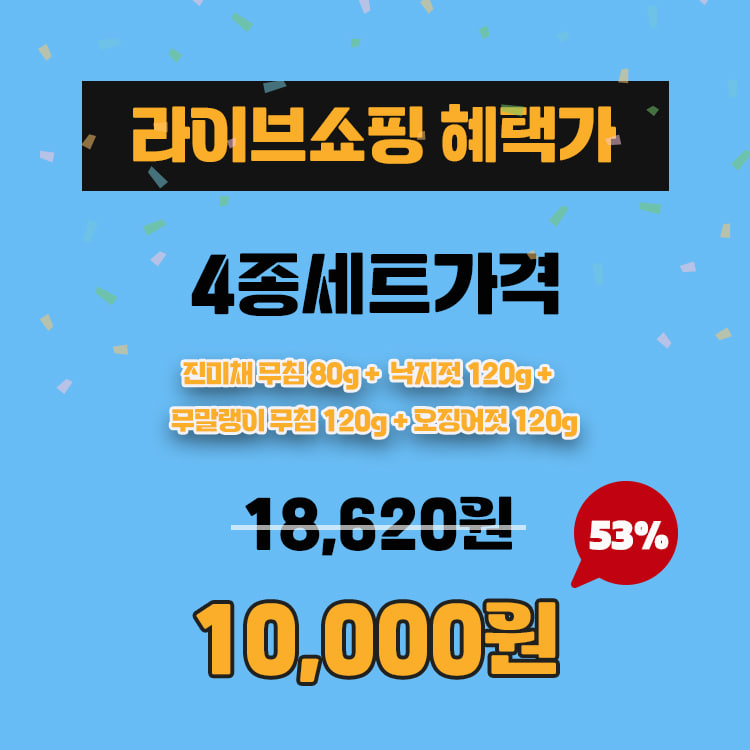 라이브쇼핑 혜택가
4종세트가격
진미채 무침 80g + 낙지젓 120g +
무말랭이 무침 120g + 오징어젓 120g
18,620원
53%
10,000원